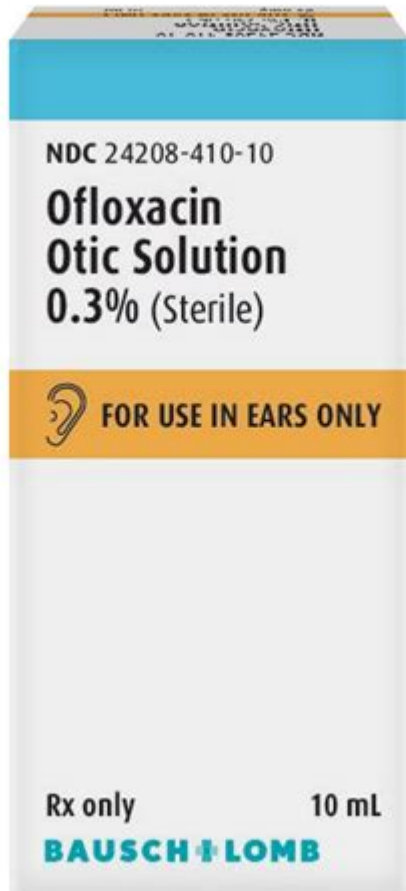 NDC 24208-410-10
Ofloxacin
Otic Solution
0.3% (Sterile)
FOR USE IN EARS ONLY
Rx only 10 mL
BAUSCH + LOMB